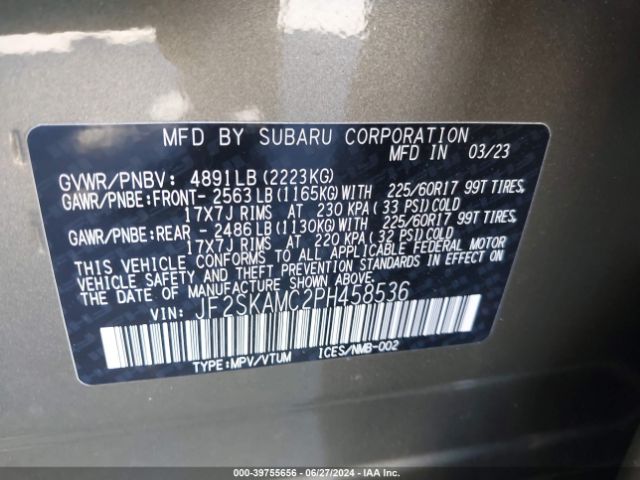 MFD BY SUBARU CORPORATION
MFD IN 03/23
GVWR/PNBV: 4891LB (2223KG)
GAWR/PNBE:FRONT- 2563LB(1165KG)WITH 225/60R17 99T TIRES,
17X7J RIMS AT 230 KPA(33 PSI)COLD
GAWR/PNBE:REAR - 2486LB(1130KG)WITH 225/60R17 99T TIRES,
17X7J RIMS AT 220 KPA(32 PSI)COLD
THIS VEHICLE CONFORMS TO ALL APPLICABLE FEDERAL MOTOR
VEHICLE SAFETY AND THEFT PREVENTION STANDARDS IN EFFECT ON
THE DATE OF MANUFACTURE SHOWN ABOVE.
VIN: JF2SKAMC2PH458536
TYPE:MPV/VTUM ICES/NMB-002
000-39755656 - 06/27/2024 - IAA Inc.